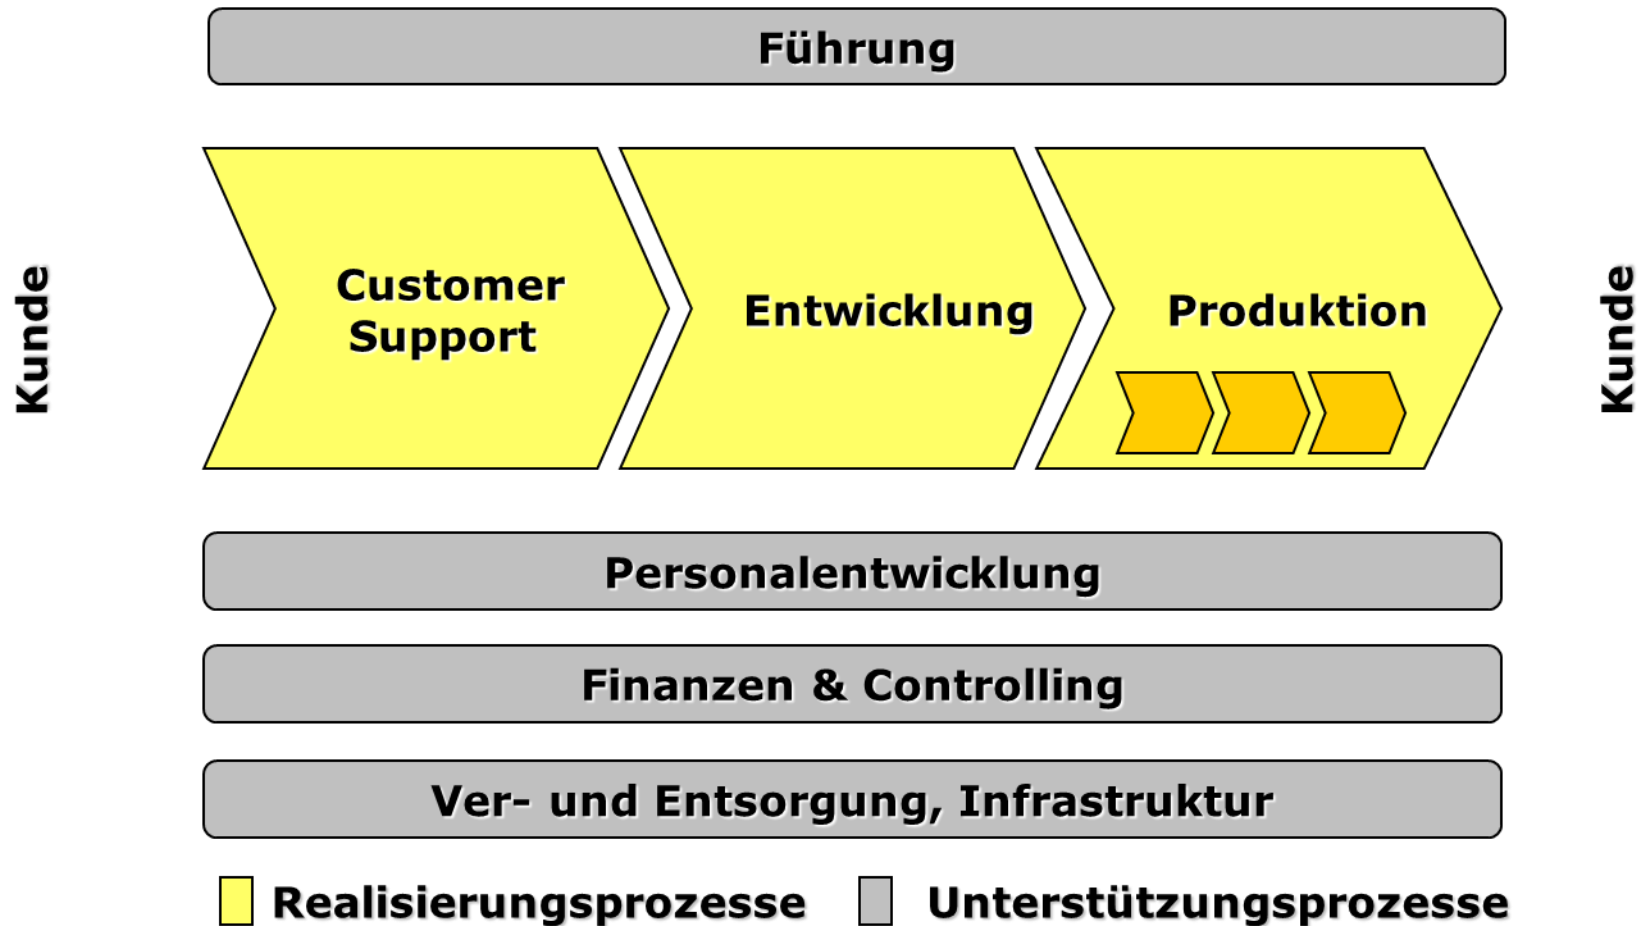 Führung
Kunde
Customer
Support
Entwicklung
Produktion
Kunde
Personalentwicklung
Finanzen & Controlling
Ver- und Entsorgung, Infrastruktur
Realisierungsprozesse
Unterstützungsprozesse